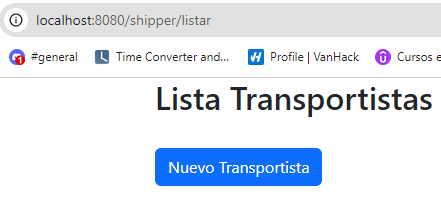 localhost:8080/shipper/listar
#general Time Converter and... Profile | VanHack Cursos e
Lista Transportistas
Nuevo Transportista